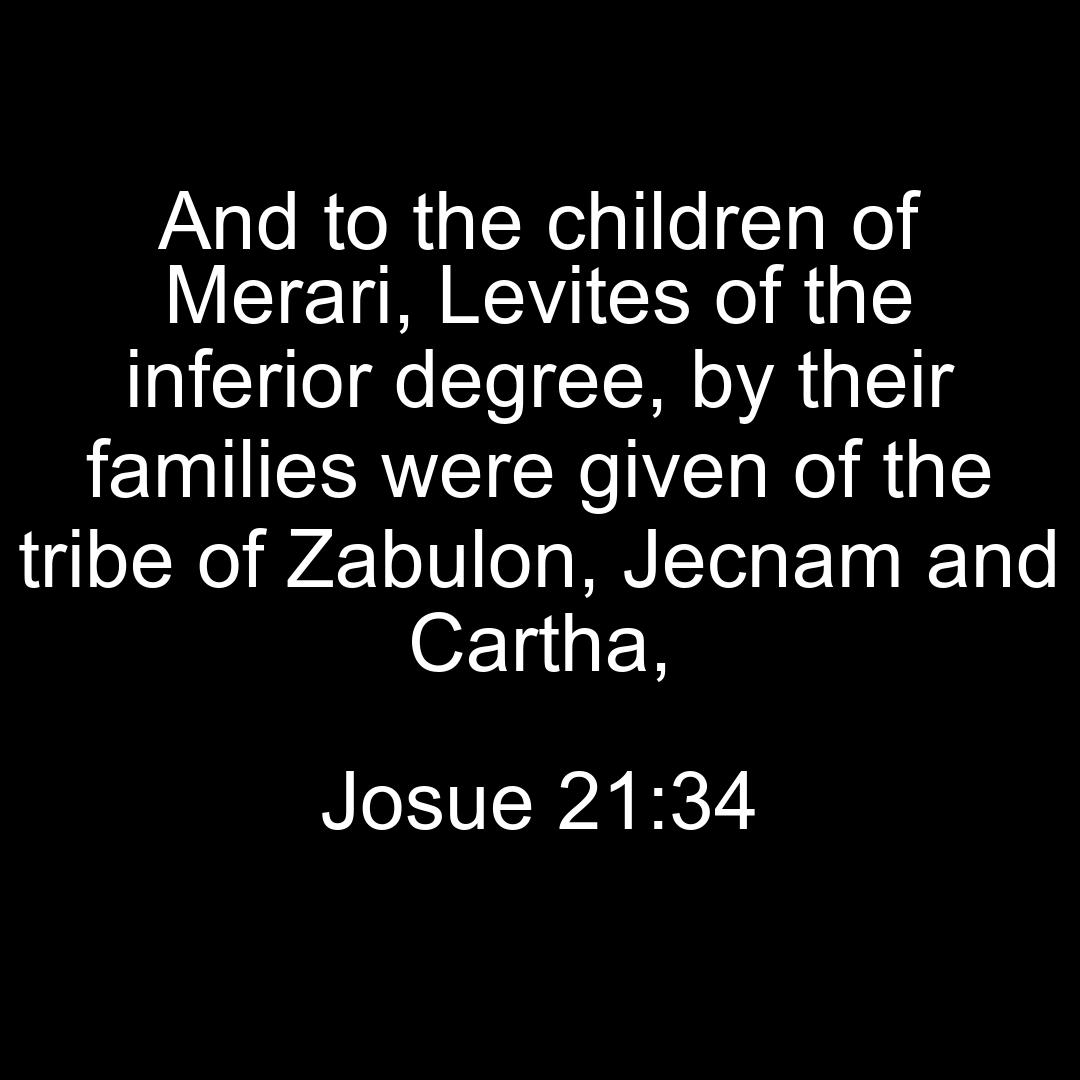 And to the children of
Merari, Levites of the
inferior degree, by their
families were given of the
tribe of Zabulon, Jecnam and
Cartha,
Josue 21:34